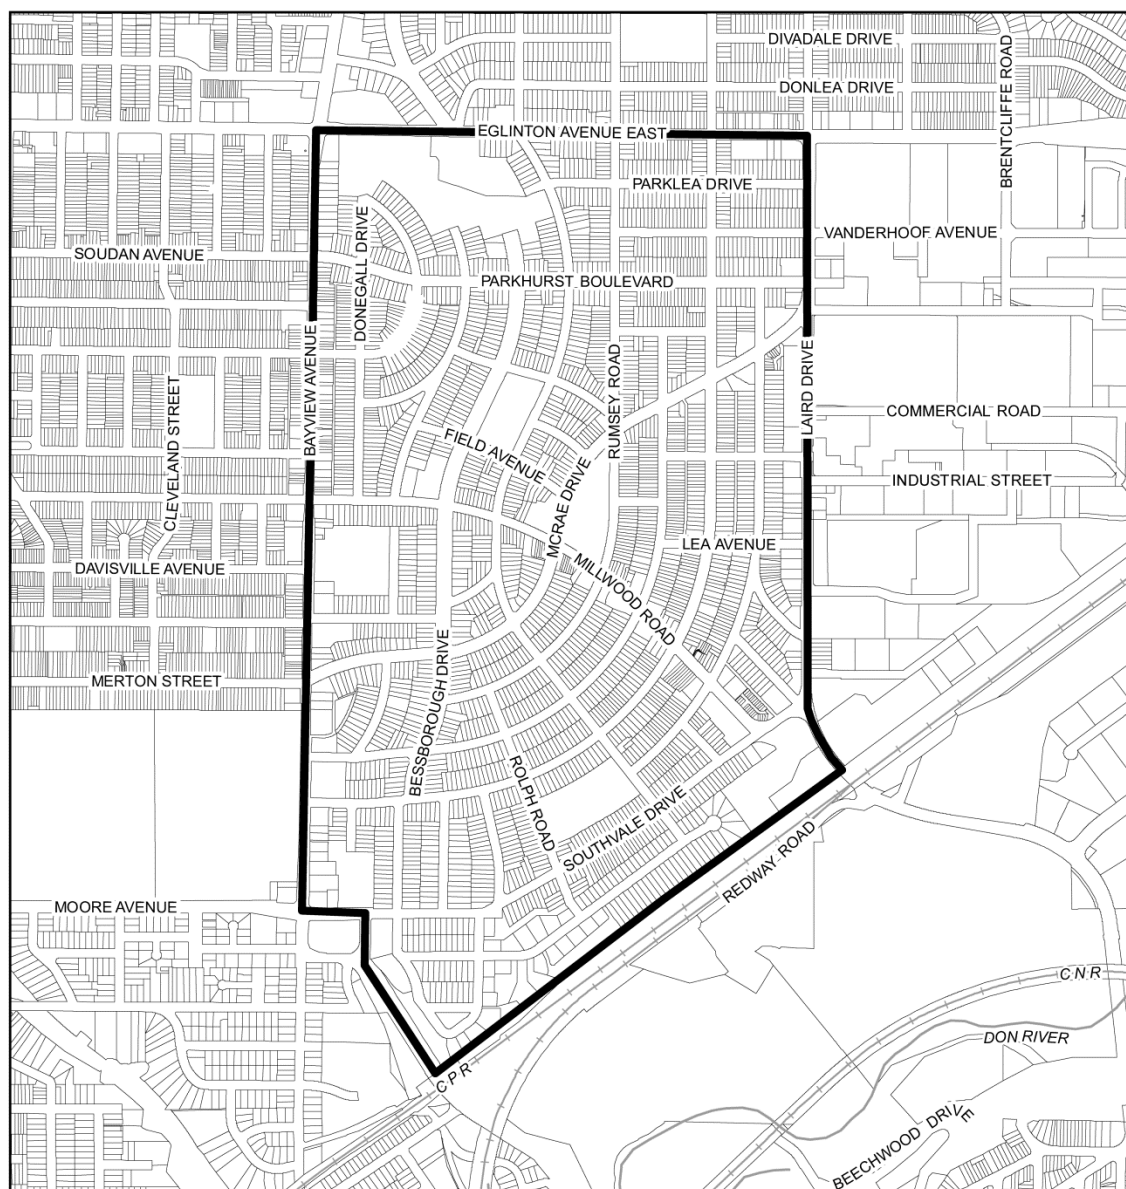 DIVADALE DRIVE
BRENTCLIFFE ROAD
DONLEA DRIVE
EGLINTON AVENUE EAST
PARKLEA DRIVE
VANDERHOOF AVENUE
SOUDAN AVENUE
DONEGALL DRIVE
PARKHURST BOULEVARD
BAYVIEW AVENUE
RUMSEY ROAD
LAIRD DRIVE
CLEVELAND STREET
COMMERCIAL ROAD
FIELD AVENUE
INDUSTRIAL STREET
MCRAE DRIVE
LEA AVENUE
DAVISVILLE AVENUE
MILLWOOD ROAD
MERTON STREET
BESSBOROUGH DRIVE
ROLPH ROAD
SOUTHVALE DRIVE
REDWAY ROAD
MOORE AVENUE
CNR
DON RIVER
CPR
BEECHWOOD DRIVE